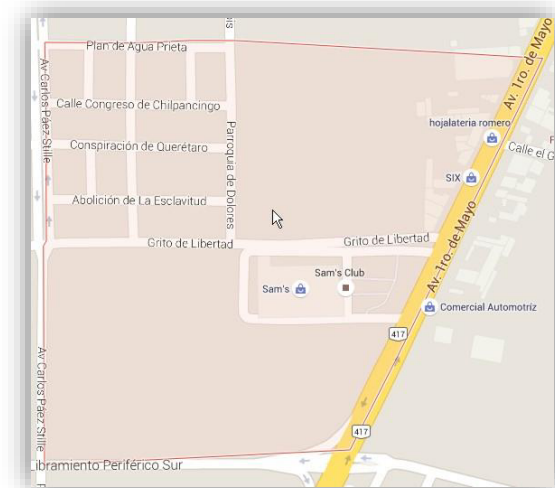 Plan de Agua Prieta
Av. 1ro. de Mayo
Av Carlos Páez Stille
Calle Congreso de Chilpancingo
hojalateria romero
Parroquia de Dolores
Conspiración de Querétaro
Calle el G
SIX
Abolición de La Esclavitud
Av. 1ro. de Mayo
Grito de Libertad
Grito de Libertad
Sam's Club
Sam's
Comercial Automotríz
417
Av Carlos Páez Stille
417
ibramiento Periférico Sur